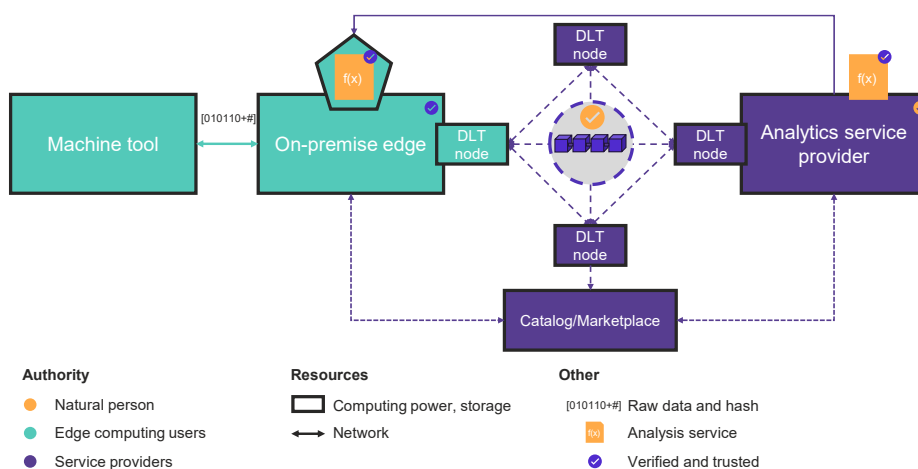 DLT
node
f(x)
f(x)
[010110+#]
Machine tool
On-premise edge
DLT
node
DLT
node
Analytics service
provider
DLT
node
Catalog/Marketplace
Authority
Natural person
Edge computing users
Service providers
Resources
Computing power, storage
Network
Other
[010110+#] Raw data and hash
f(x) Analysis service
Verified and trusted